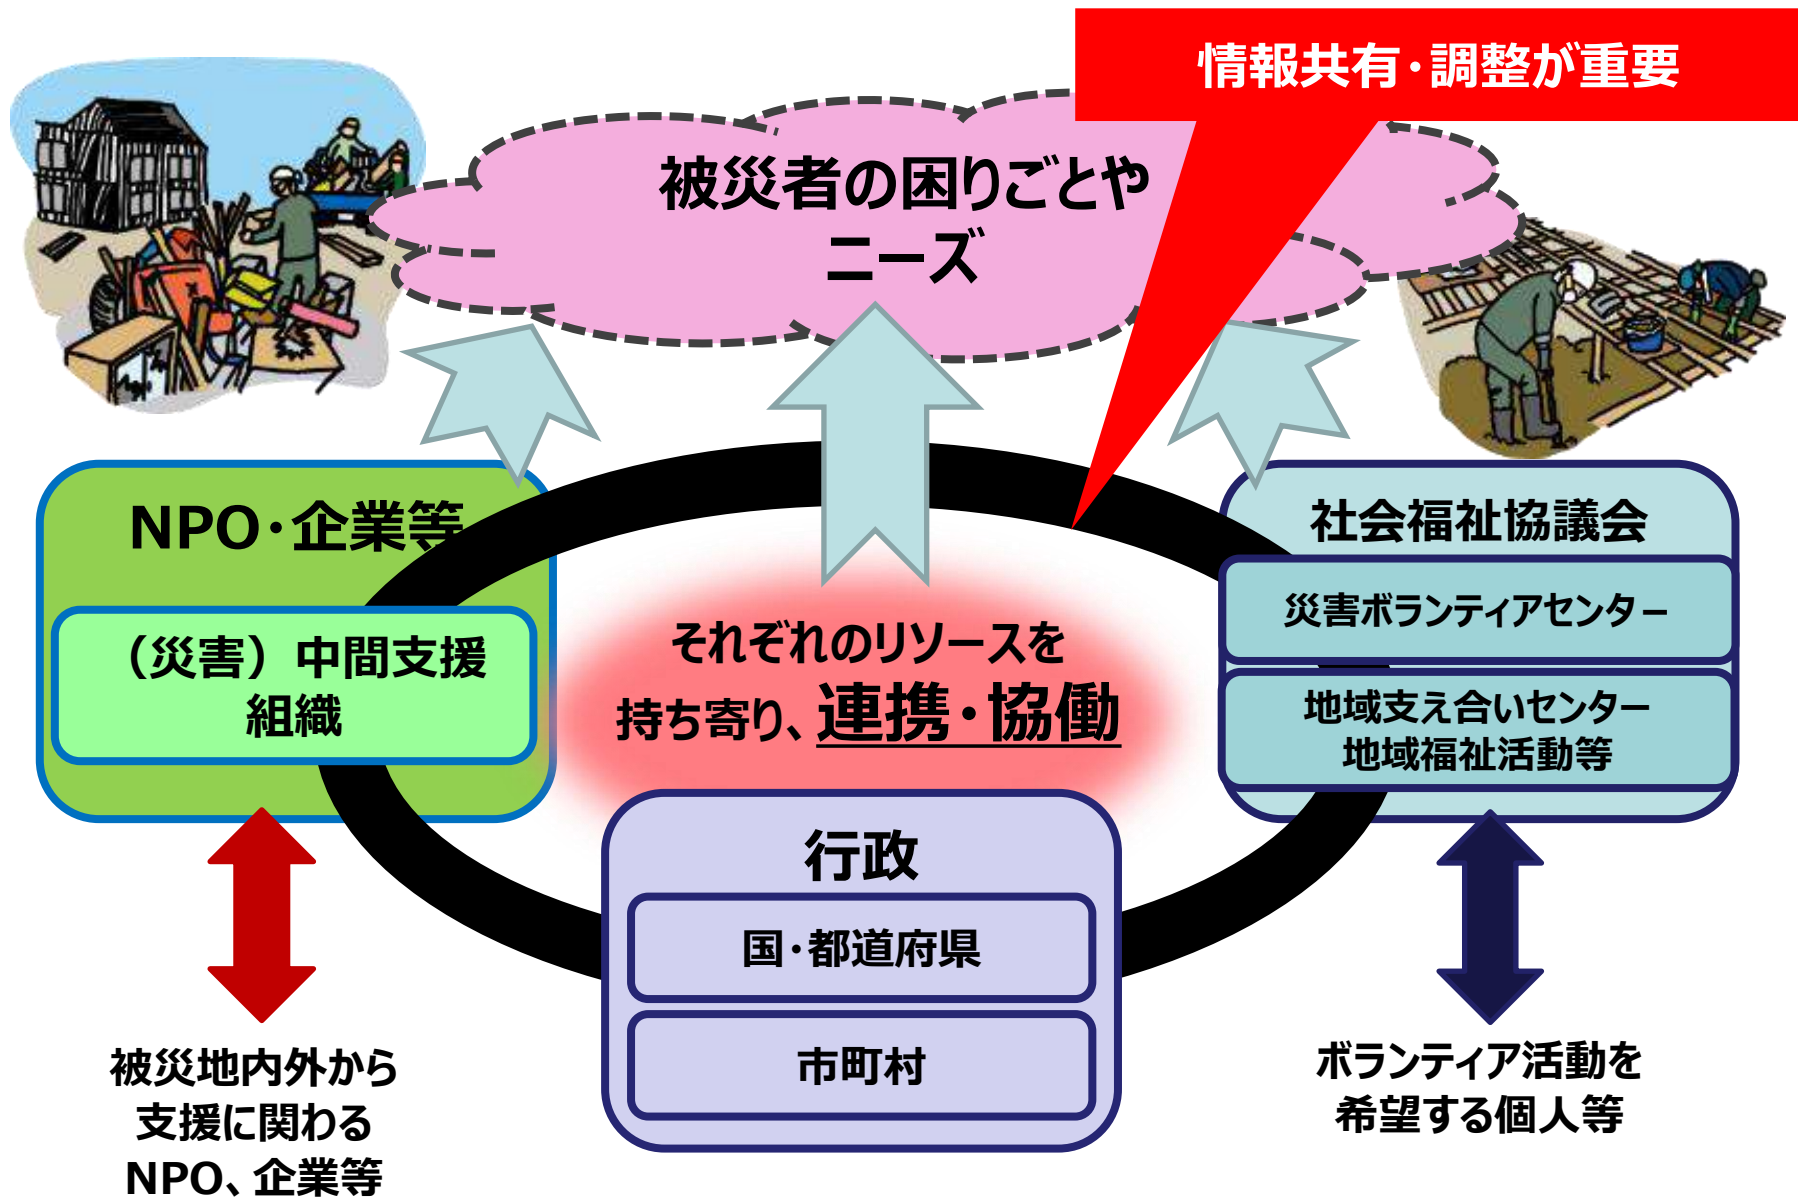 情報共有・調整が重要
被災者の困りごとや
ニーズ
NPO・企業等
（災害）中間支援
組織
社会福祉協議会
災害ボランティアセンター
地域支え合いセンター
地域福祉活動等
それぞれのリソースを
持ち寄り、連携・協働
行政
国・都道府県
市町村
被災地内外から
支援に関わる
NPO、企業等
ボランティア活動を
希望する個人等